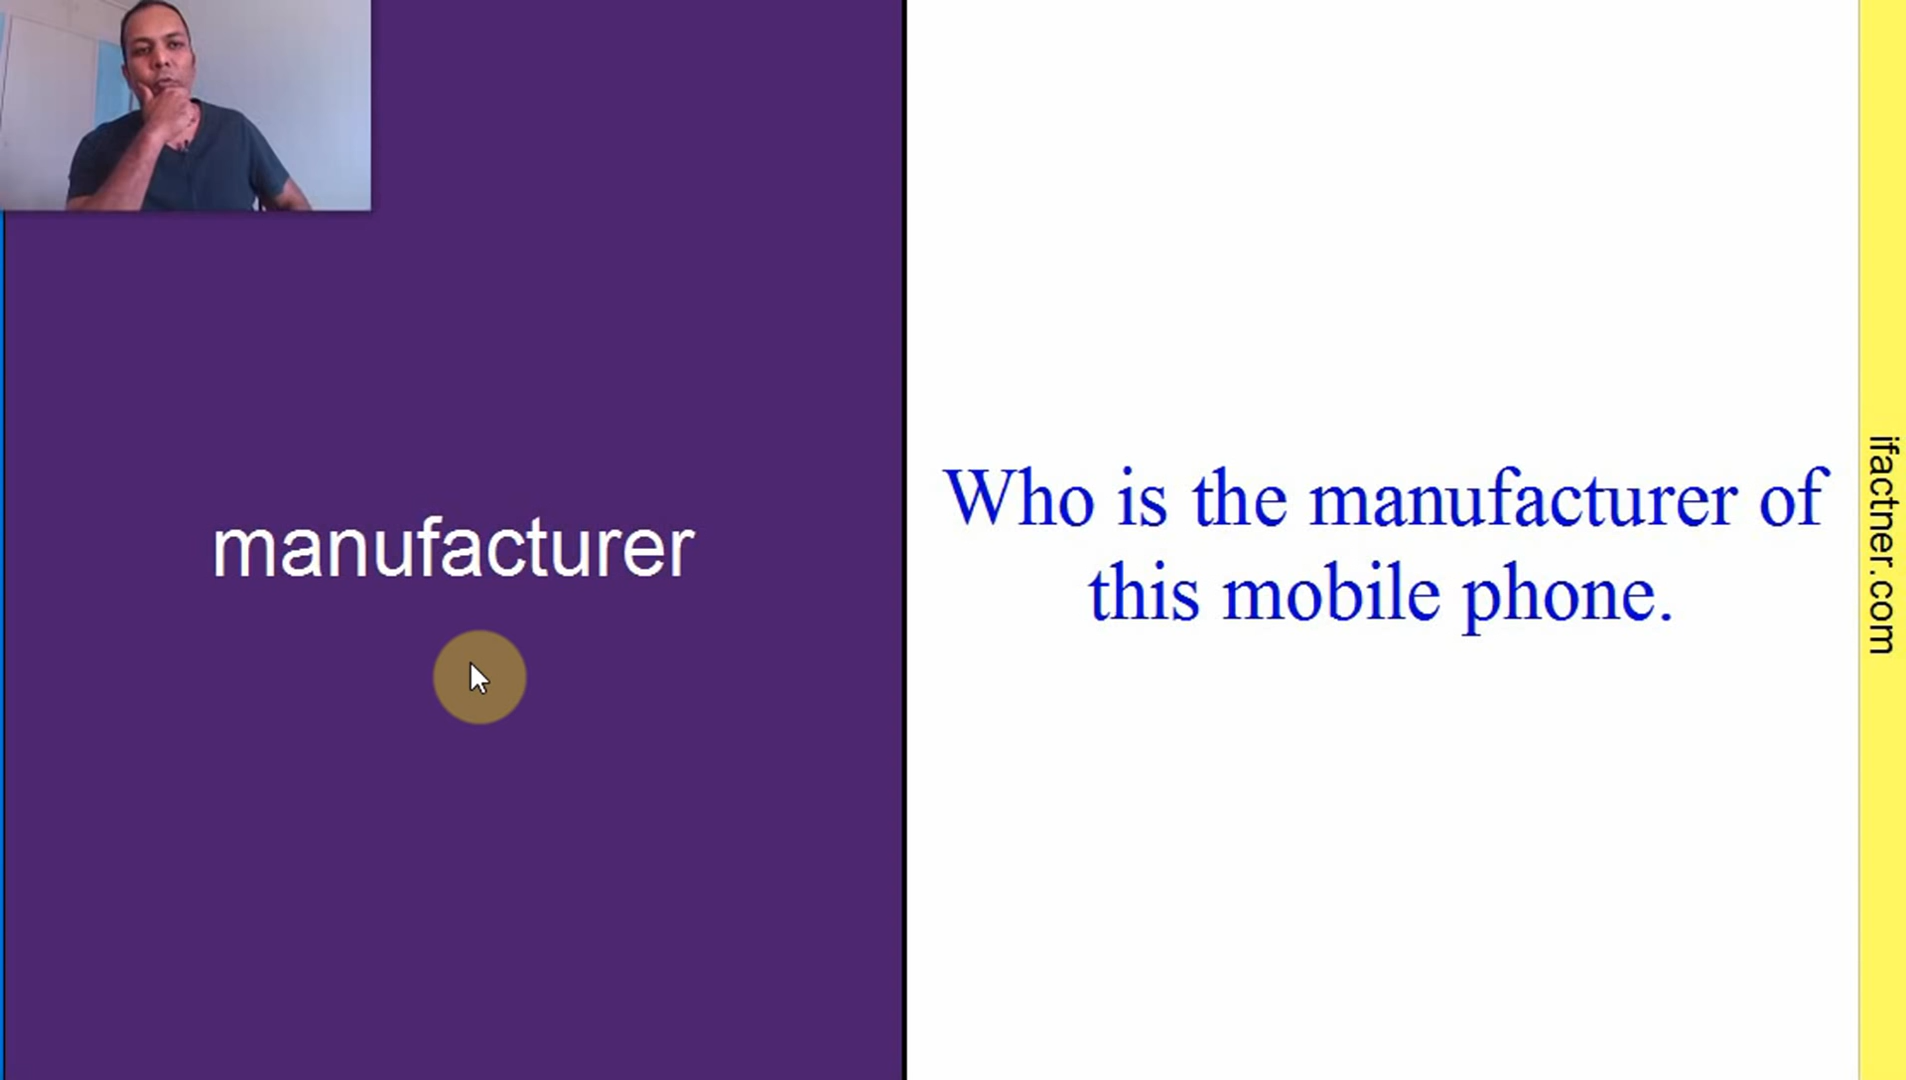 manufacturer
Who is the manufacturer of
this mobile phone.
ifactner.com